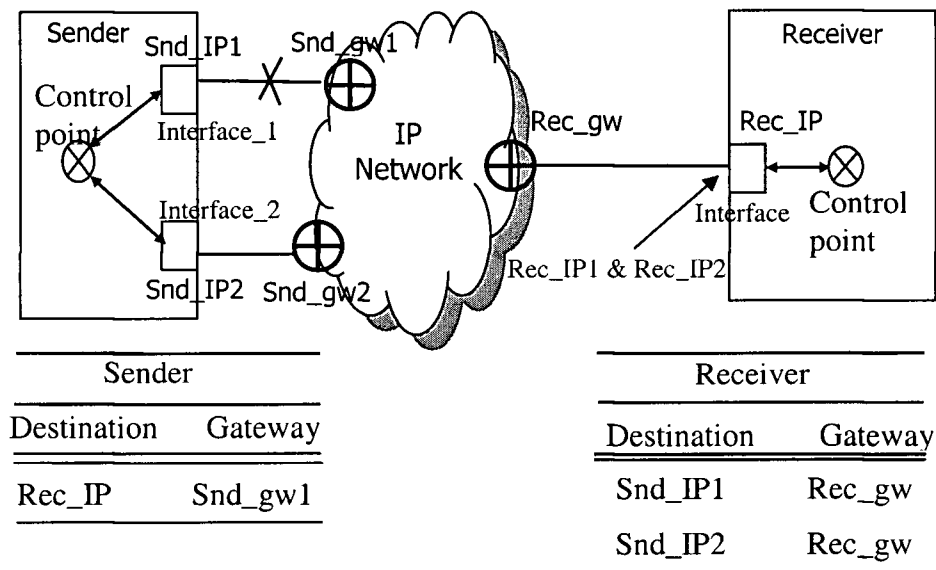 Sender
Snd_IP1
Snd_gw1
Receiver
Control
point
Interface_1
IP
Network
Rec_gw
Rec_IP
Interface_2
Interface
Control
point
Snd_IP2
Snd_gw2
Rec_IP1 & Rec_IP2
Sender
Destination Gateway
Rec_IP Snd_gw1
Receiver
Destination Gateway
Snd_IP1 Rec_gw
Snd_IP2 Rec_gw